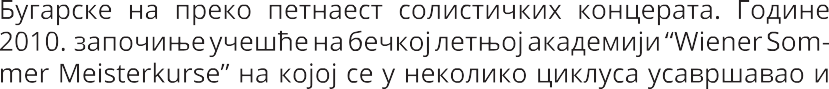 Бугарске на преко петнаест солистичких концерата. Године
2010. започиње учешће на бечкој летњој академији “Wiener Som-
mer Meisterkurse” на којој се у неколико циклуса усавршавао и